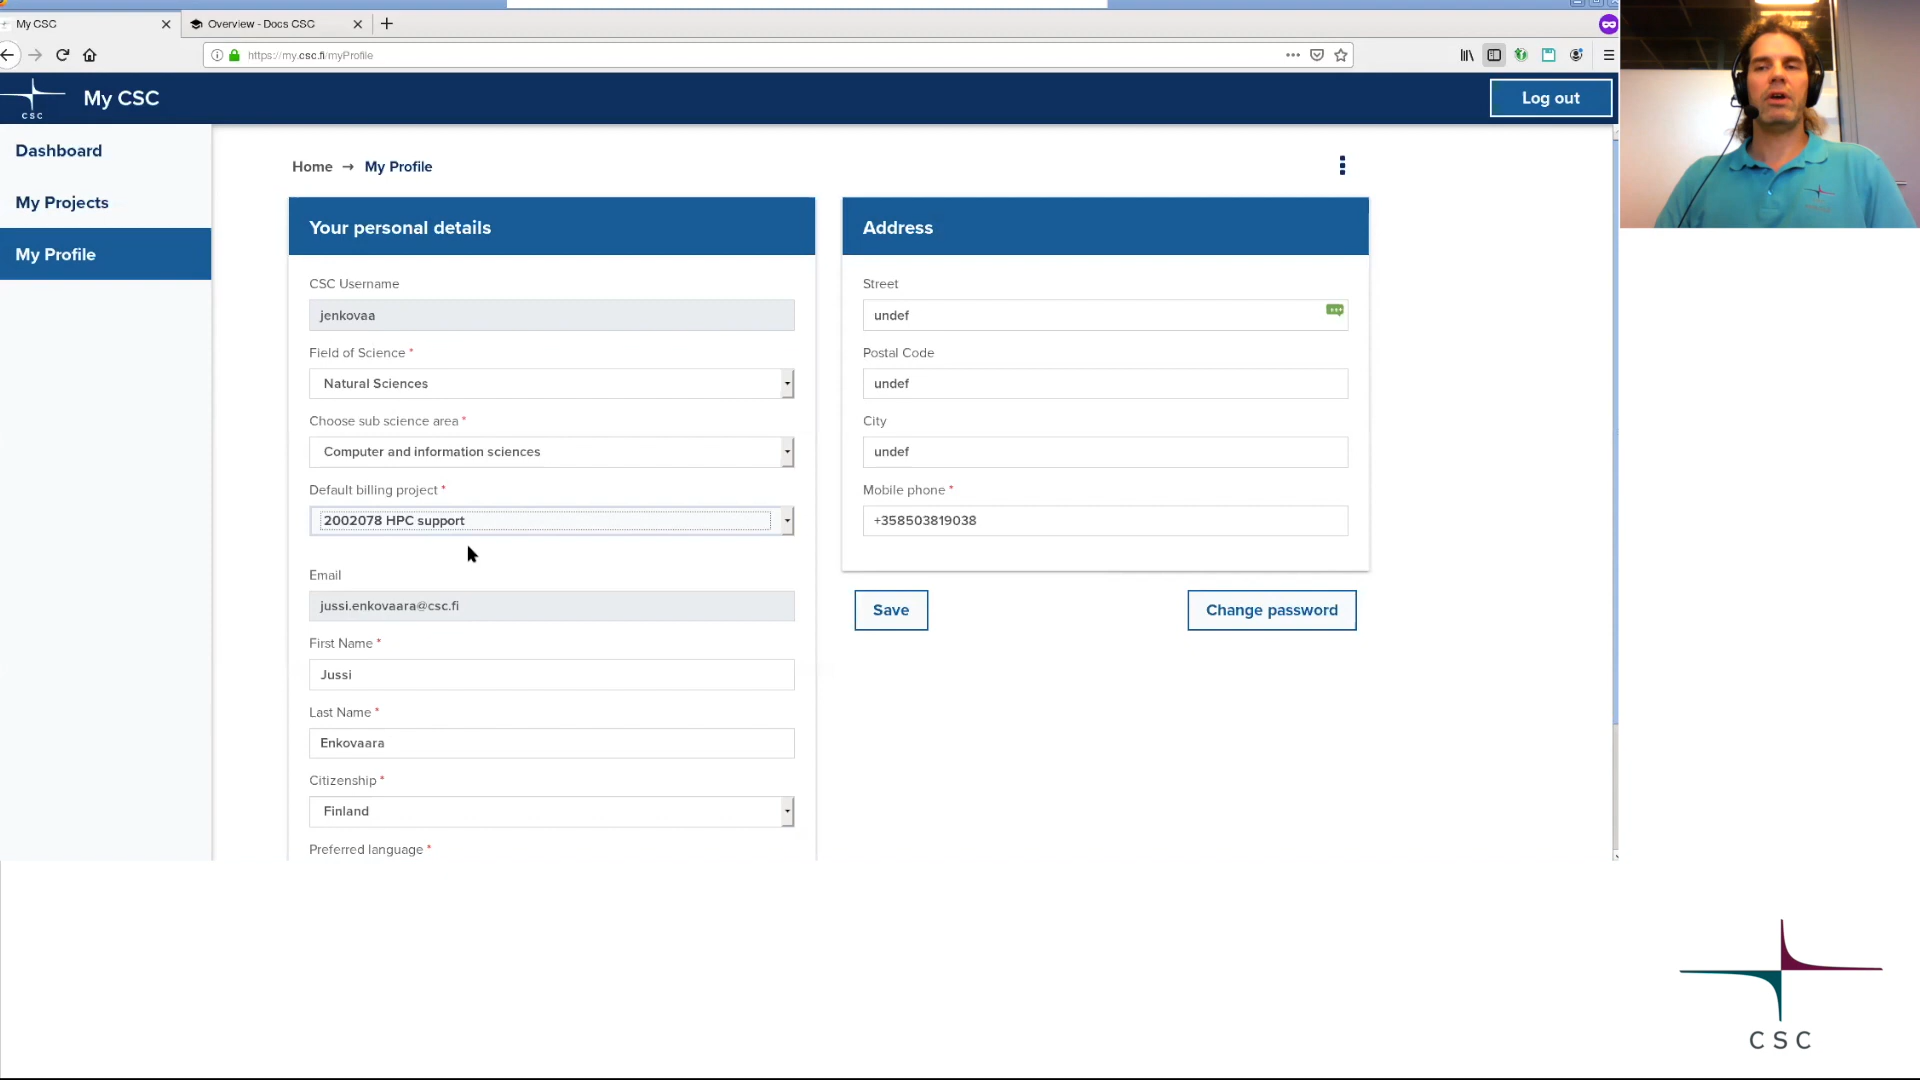 My CSC
Overview - Docs CSC
https://my.csc.fi/myProfile
CSC
My CSC
Log out
Dashboard
My Projects
My Profile
Home → My Profile
Your personal details
CSC Username
jenkovaa
Field of Science *
Natural Sciences
Choose sub science area *
Computer and information sciences
Default billing project *
2002078 HPC support
Email
jussi.enkovaara@csc.fi
First Name *
Jussi
Last Name *
Enkovaara
Citizenship *
Finland
Preferred language *
Address
Street
undef
Postal Code
undef
City
undef
Mobile phone *
+358503819038
Save
Change password
CSC